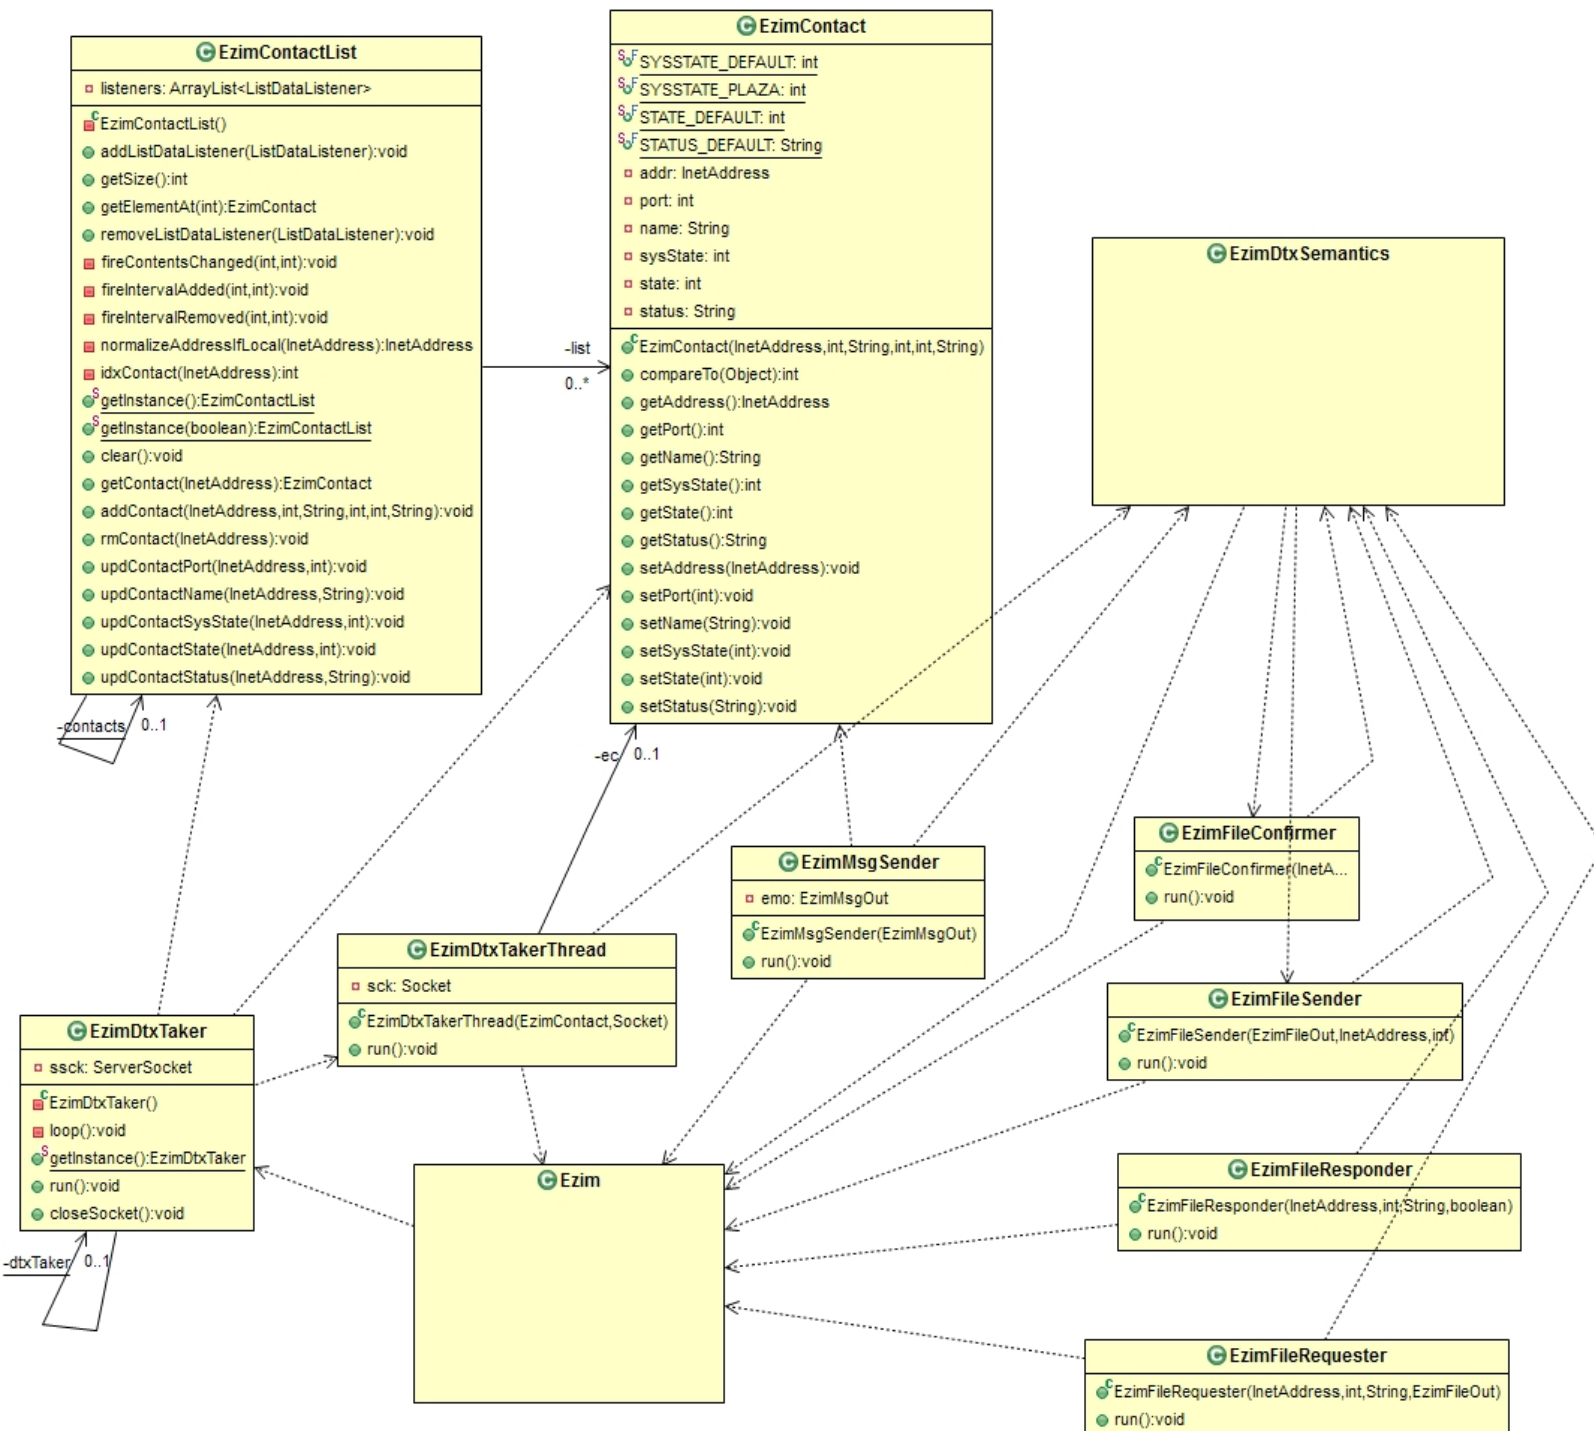 EzimContactList
listeners: ArrayList<ListDataListener>
EzimContactList()
addListDataListener(ListDataListener):void
getSize():int
getElementAt(int):EzimContact
removeListDataListener(ListDataListener):void
fireContentsChanged(int,int):void
fireIntervalAdded(int,int):void
fireIntervalRemoved(int,int):void
normalizeAddressIfLocal(InetAddress):InetAddress
idxContact(InetAddress):int
getInstance():EzimContactList
getInstance(boolean):EzimContactList
clear():void
getContact(InetAddress):EzimContact
addContact(InetAddress,int,String,int,int,String):void
rmContact(InetAddress):void
updContactPort(InetAddress,int):void
updContactName(InetAddress,String):void
updContactSysState(InetAddress,int):void
updContactState(InetAddress,int):void
updContactStatus(InetAddress,String):void
-contacts 0..1
-list
0..*
EzimContact
SYSSTATE_DEFAULT: int
SYSSTATE_PLAZA: int
STATE_DEFAULT: int
STATUS_DEFAULT: String
addr: InetAddress
port: int
name: String
sysState: int
state: int
status: String
EzimContact(InetAddress,int,String,int,int,String)
compareTo(Object):int
getAddress():InetAddress
getPort():int
getName():String
getSysState():int
getState():int
getStatus():String
setAddress(InetAddress):void
setPort(int):void
setName(String):void
setSysState(int):void
setState(int):void
setStatus(String):void
-ec 0..1
EzimDtxSemantics
EzimFileConfirmer
EzimFileConfirmer(InetA...
run():void
EzimMsgSender
emo: EzimMsgOut
EzimMsgSender(EzimMsgOut)
run():void
EzimDtxTakerThread
sck: Socket
EzimDtxTakerThread(EzimContact,Socket)
run():void
EzimFileSender
EzimFileSender(EzimFileOut,InetAddress,int)
run():void
EzimDtxTaker
ssck: ServerSocket
EzimDtxTaker()
loop():void
getInstance():EzimDtxTaker
run():void
closeSocket():void
-dtxTaker 0..1
Ezim
EzimFileResponder
EzimFileResponder(InetAddress,int,String,boolean)
run():void
EzimFileRequester
EzimFileRequester(InetAddress,int,String,EzimFileOut)
run():void